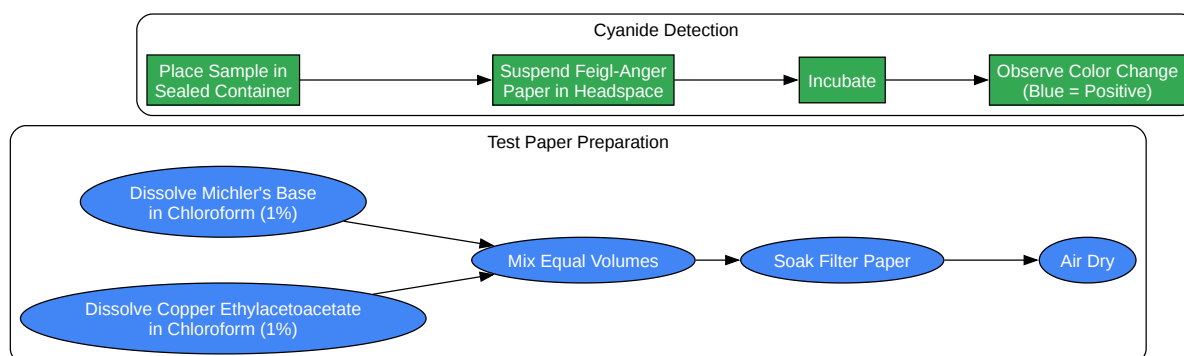 Cyanide Detection
Place Sample in
Sealed Container
Suspend Feigl-Anger
Paper in Headspace
Incubate
Observe Color Change
(Blue = Positive)
Test Paper Preparation
Dissolve Michler's Base
in Chloroform (1%)
Dissolve Copper Ethylacetoacetate
in Chloroform (1%)
Mix Equal Volumes
Soak Filter Paper
Air Dry